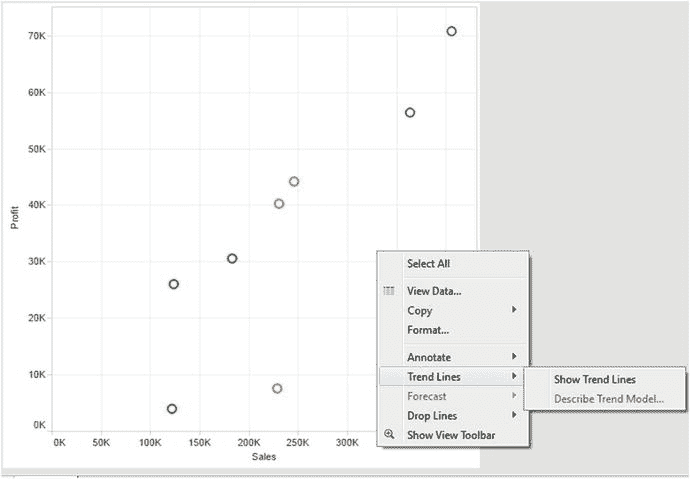 70K
60K
50K
40K
30K
20K
10K
0K
Profit
0K 50K 100K 150K 200K 250K 300K
Sales
Select All
View Data...
Copy
Format...
Annotate
Trend Lines
Forecast
Drop Lines
Show View Toolbar
Show Trend Lines
Describe Trend Model...